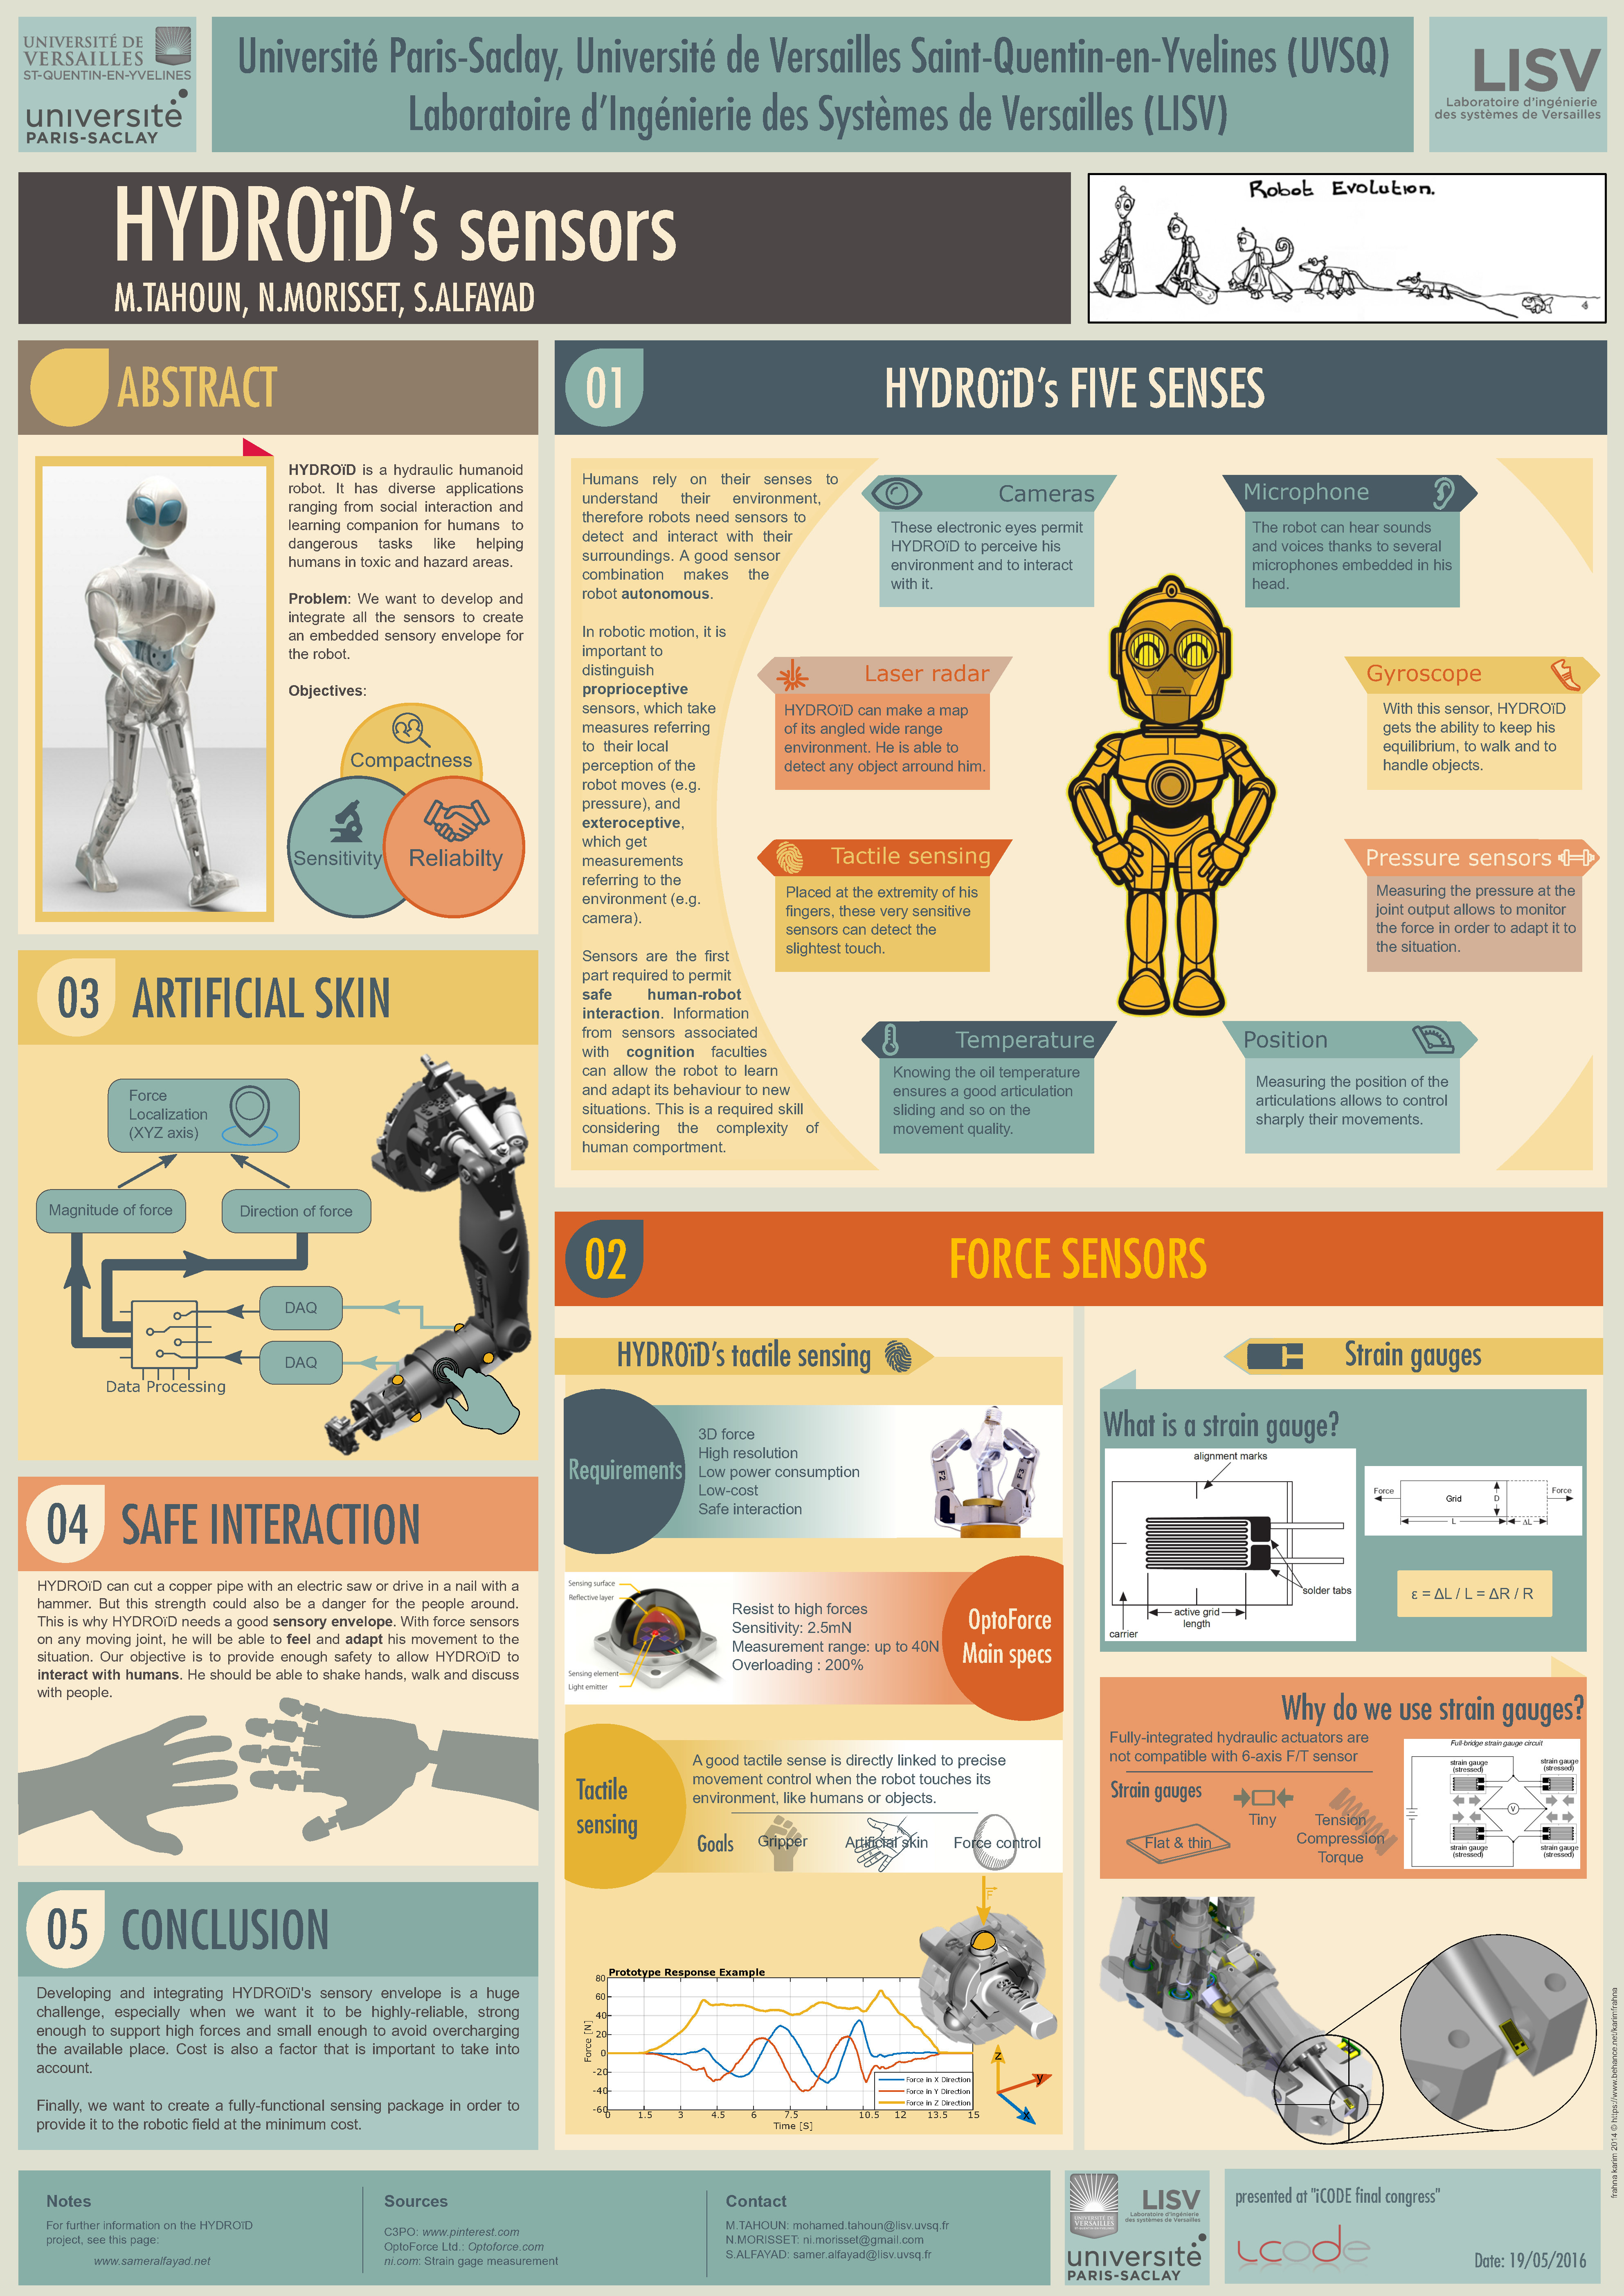 UNIVERSITÉ DE
VERSAILLES
ST-QUENTIN-EN-YVELINES
université
PARIS-SACLAY
Université Paris-Saclay, Université de Versailles Saint-Quentin-en-Yvelines (UVSQ)
Laboratoire d'Ingénierie des Systèmes de Versailles (LISV)
LISV
Laboratoire d'ingénierie
des systèmes de Versailles
HYDROïD's sensors
M.TAHOUN, N.MORISSET, S.ALFAYAD
Robot Evolution.
ABSTRACT
HYDROïD is a hydraulic humanoid
robot. It has diverse applications
ranging from social interaction and
learning companion for humans to
dangerous tasks like helping
humans in toxic and hazard areas.
Problem: We want to develop and
integrate all the sensors to create
an embedded sensory envelope for
the robot.
Objectives:
Compactness
Sensitivity
Reliabilty
01
HYDROïD's FIVE SENSES
Humans rely on their senses to
understand their environment,
therefore robots need sensors to
detect and interact with their
surroundings. A good sensor
combination makes the
robot autonomous.
In robotic motion, it is
important to
distinguish
proprioceptive
sensors, which take
measures referring
to their local
perception of the
robot moves (e.g.
pressure), and
exteroceptive,
which get
measurements
referring to the
environment (e.g.
camera).
Sensors are the first
part required to permit
safe human-robot
interaction. Information
from sensors associated
with cognition faculties
can allow the robot to learn
and adapt its behaviour to new
situations. This is a required skill
considering the complexity of
human comportment.
Cameras
These electronic eyes permit
HYDROïD to perceive his
environment and to interact
with it.
Microphone
The robot can hear sounds
and voices thanks to several
microphones embedded in his
head.
Laser radar
HYDROïD can make a map
of its angled wide range
environment. He is able to
detect any object arround him.
Gyroscope
With this sensor, HYDROïD
gets the ability to keep his
equilibrium, to walk and to
handle objects.
Tactile sensing
Placed at the extremity of his
fingers, these very sensitive
sensors can detect the
slightest touch.
Pressure sensors
Measuring the pressure at the
joint output allows to monitor
the force in order to adapt it to
the situation.
Temperature
Knowing the oil temperature
ensures a good articulation
sliding and so on the
movement quality.
Position
Measuring the position of the
articulations allows to control
sharply their movements.
03
ARTIFICIAL SKIN
Force
Localization
(XYZ axis)
Magnitude of force
Direction of force
DAQ
DAQ
Data Processing
02
FORCE SENSORS
HYDROïD's tactile sensing
Requirements
3D force
High resolution
Low power consumption
Low-cost
Safe interaction
F2
F3
Sensing surface
Reflective layer
Sensing element
Light emitter
Resist to high forces
Sensitivity: 2.5mN
Measurement range: up to 40N
Overloading : 200%
OptoForce
Main specs
Tactile
sensing
A good tactile sense is directly linked to precise
movement control when the robot touches its
environment, like humans or objects.
Goals
Gripper
Artificial skin
Force control
F
Prototype Response Example
Force [N]
80
60
40
20
0
-20
-40
-60
0 1.5 3 4.5 6 7.5 9 10.5 12 13.5 15
Time [S]
Force in X Direction
Force in Y Direction
Force in Z Direction
z
y
x
Strain gauges
What is a strain gauge?
alignment marks
solder tabs
active grid
length
carrier
Force
Grid
D
Force
L
ΔL
ε = ΔL / L = ΔR / R
Why do we use strain gauges?
Fully-integrated hydraulic actuators are
not compatible with 6-axis F/T sensor
Strain gauges
Flat & thin
Tiny
Tension
Compression
Torque
Full-bridge strain gauge circuit
strain gauge
(stressed)
strain gauge
(stressed)
V
strain gauge
(stressed)
strain gauge
(stressed)
04
SAFE INTERACTION
HYDROïD can cut a copper pipe with an electric saw or drive in a nail with a
hammer. But this strength could also be a danger for the people around.
This is why HYDROïD needs a good sensory envelope. With force sensors
on any moving joint, he will be able to feel and adapt his movement to the
situation. Our objective is to provide enough safety to allow HYDROïD to
interact with humans. He should be able to shake hands, walk and discuss
with people.
05
CONCLUSION
Developing and integrating HYDROïD's sensory envelope is a huge
challenge, especially when we want it to be highly-reliable, strong
enough to support high forces and small enough to avoid overcharging
the available place. Cost is also a factor that is important to take into
account.
Finally, we want to create a fully-functional sensing package in order to
provide it to the robotic field at the minimum cost.
frahna karim 2014 © https://www.behance.net/karimfrahna
Notes
For further information on the HYDROïD
project, see this page:
www.sameralfayad.net
Sources
C3PO: www.pinterest.com
OptoForce Ltd.: Optoforce.com
ni.com: Strain gage measurement
Contact
M.TAHOUN: mohamed.tahoun@lisv.uvsq.fr
N.MORISSET: ni.morisset@gmail.com
S.ALFAYAD: samer.alfayad@lisv.uvsq.fr
UNIVERSITÉ DE
VERSAILLES
ST-QUENTIN-EN-YVELINES
LISV
Laboratoire d'ingénierie
des systèmes de Versailles
université
PARIS-SACLAY
presented at "iCODE final congress"
icode
Date: 19/05/2016